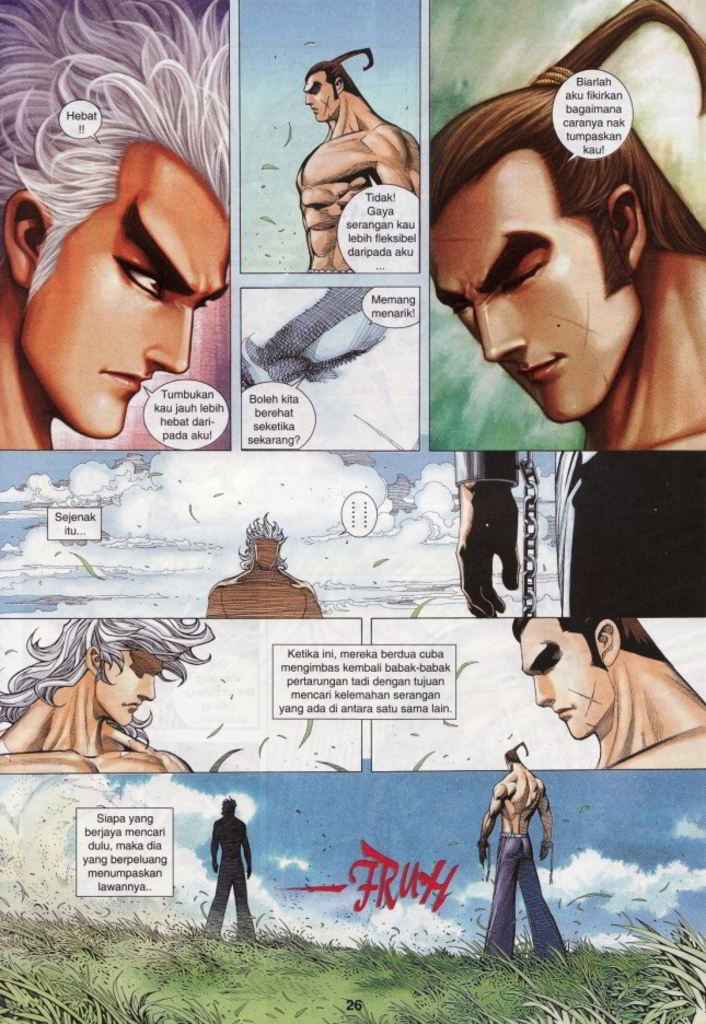 Hebat
!!
Tumbukan
kau jauh lebih
hebat dari-
pada aku!
Tidak!
Gaya
serangan kau
lebih fleksibel
daripada aku
...
Memang
menarik!
Boleh kita
berehat
seketika
sekarang?
Biarlah
aku fikirkan
bagaimana
caranya nak
tumpaskan
kau!
Sejenak
itu...
......
Ketika ini, mereka berdua cuba
mengimbas kembali babak-babak
pertarungan tadi dengan tujuan
mencari kelemahan serangan
yang ada di antara satu sama lain.
Siapa yang
berjaya mencari
dulu, maka dia
yang berpeluang
menumpaskan
lawannya..
FRUH
26